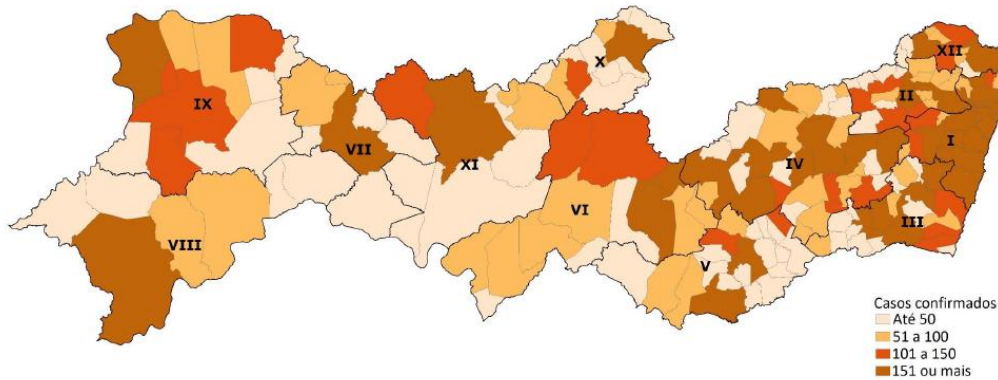 X
XII
IX
II
I
VII
IV
XI
VI
III
VIII
V
Casos confirmados
Até 50
51 a 100
101 a 150
151 ou mais